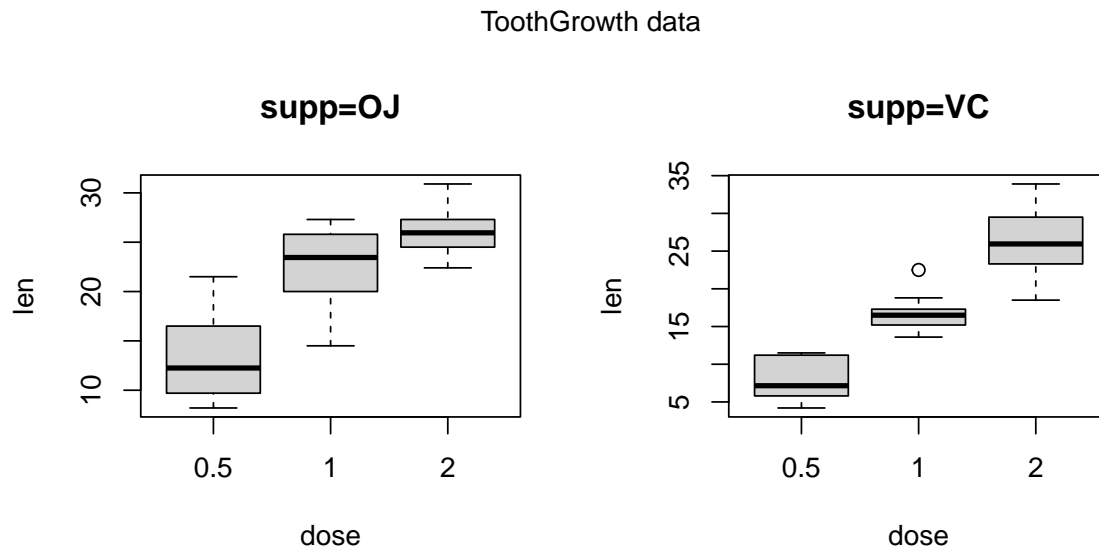 ToothGrowth data
supp=OJ
len
30
20
10
0.5 1 2
dose
supp=VC
len
35
25
15
5
0.5 1 2
dose